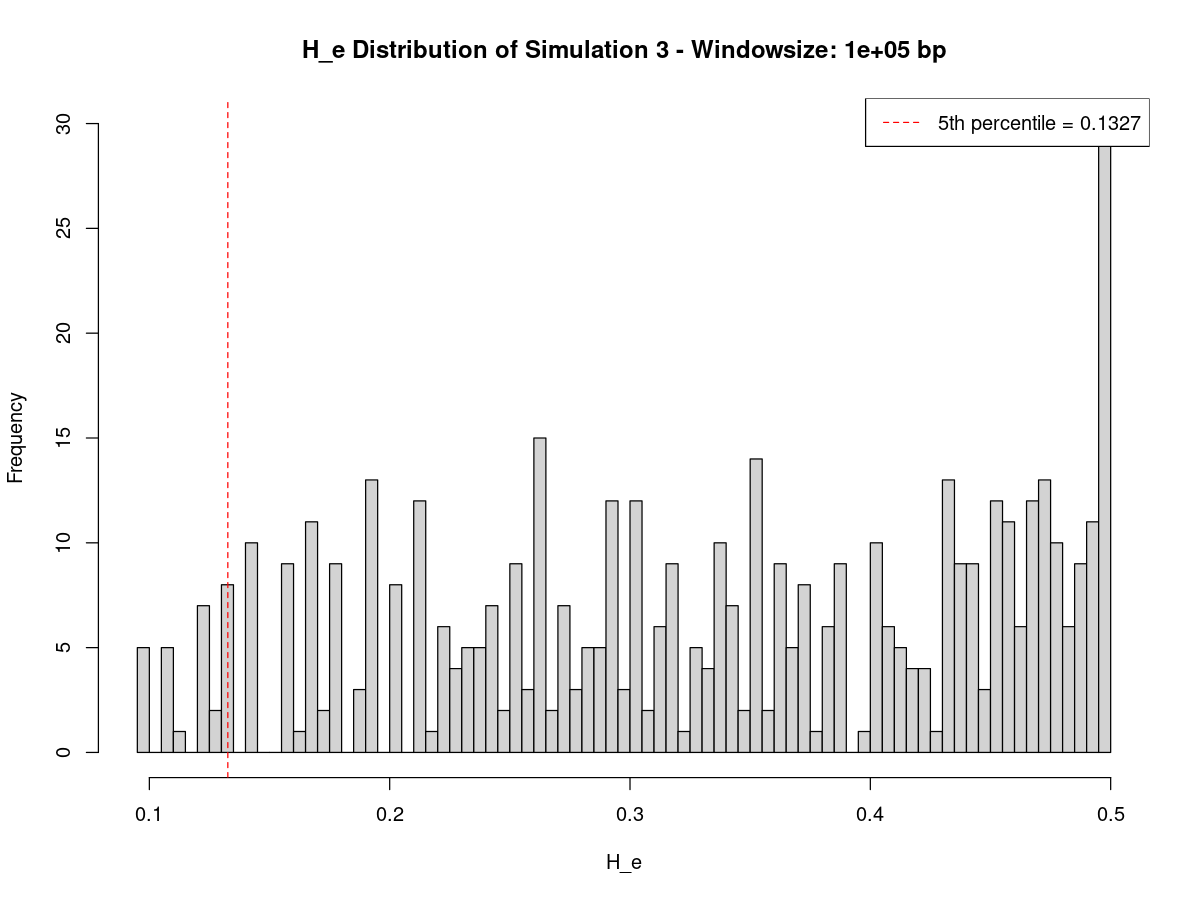 H_e Distribution of Simulation 3 - Windowsize: 1e+05 bp
5th percentile = 0.1327
30
25
20
15
10
5
0
Frequency
0.1 0.2 0.3 0.4 0.5
H_e